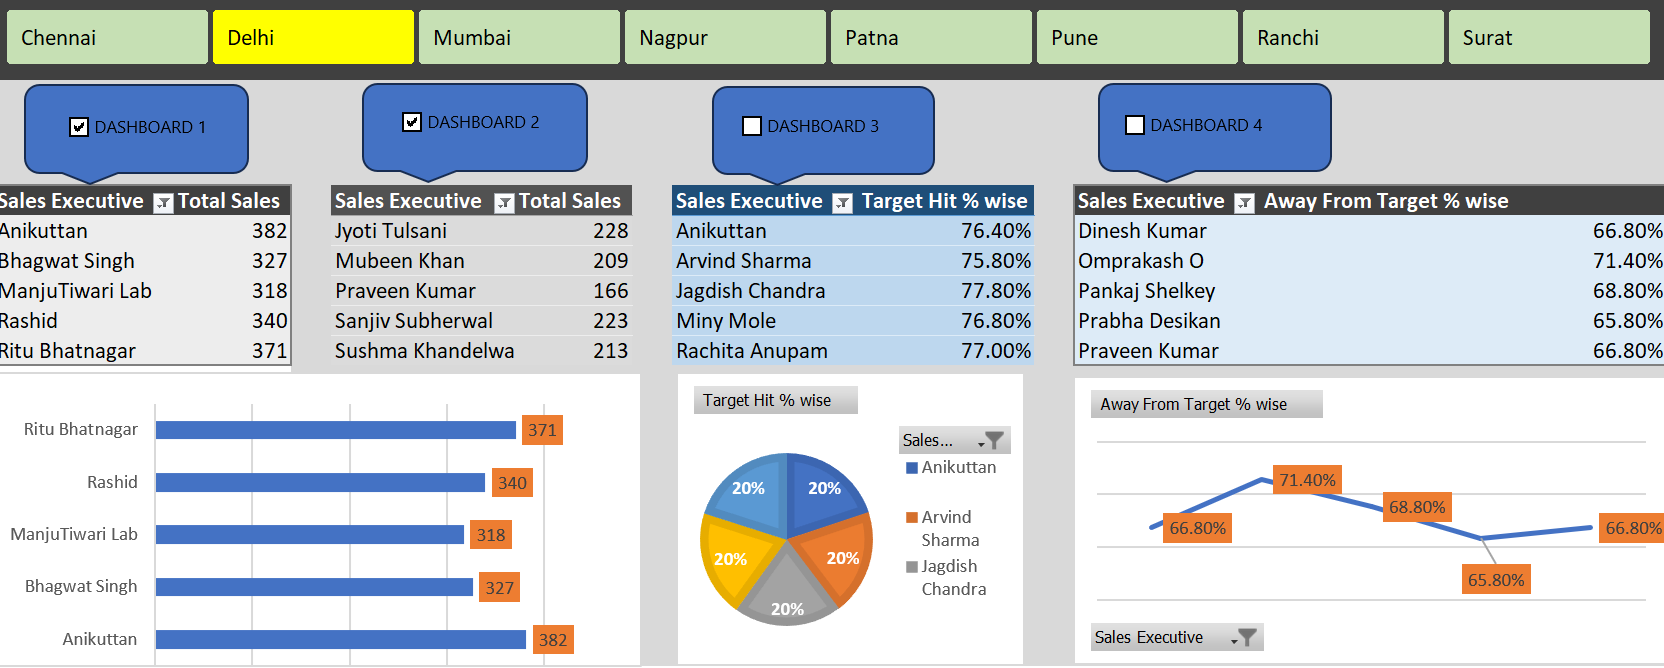 Chennai
Delhi
Mumbai
Nagpur
Patna
Pune
Ranchi
Surat
DASHBOARD 1
DASHBOARD 2
DASHBOARD 3
DASHBOARD 4
Sales Executive Total Sales
Anikuttan 382
Bhagwat Singh 327
ManjuTiwari Lab 318
Rashid 340
Ritu Bhatnagar 371
Sales Executive Total Sales
Jyoti Tulsani 228
Mubeen Khan 209
Praveen Kumar 166
Sanjiv Subherwal 223
Sushma Khandelwa 213
Sales Executive Target Hit % wise
Anikuttan 76.40%
Arvind Sharma 75.80%
Jagdish Chandra 77.80%
Miny Mole 76.80%
Rachita Anupam 77.00%
Sales Executive Away From Target % wise
Dinesh Kumar 66.80%
Omprakash O 71.40%
Pankaj Shelkey 68.80%
Prabha Desikan 65.80%
Praveen Kumar 66.80%
Ritu Bhatnagar 371
Rashid 340
ManjuTiwari Lab 318
Bhagwat Singh 327
Anikuttan 382
Target Hit % wise
Sales...
Anikuttan
Arvind
Sharma
Jagdish
Chandra
20%
20%
20%
20%
20%
Away From Target % wise
66.80%
71.40%
68.80%
65.80%
66.80%
Sales Executive